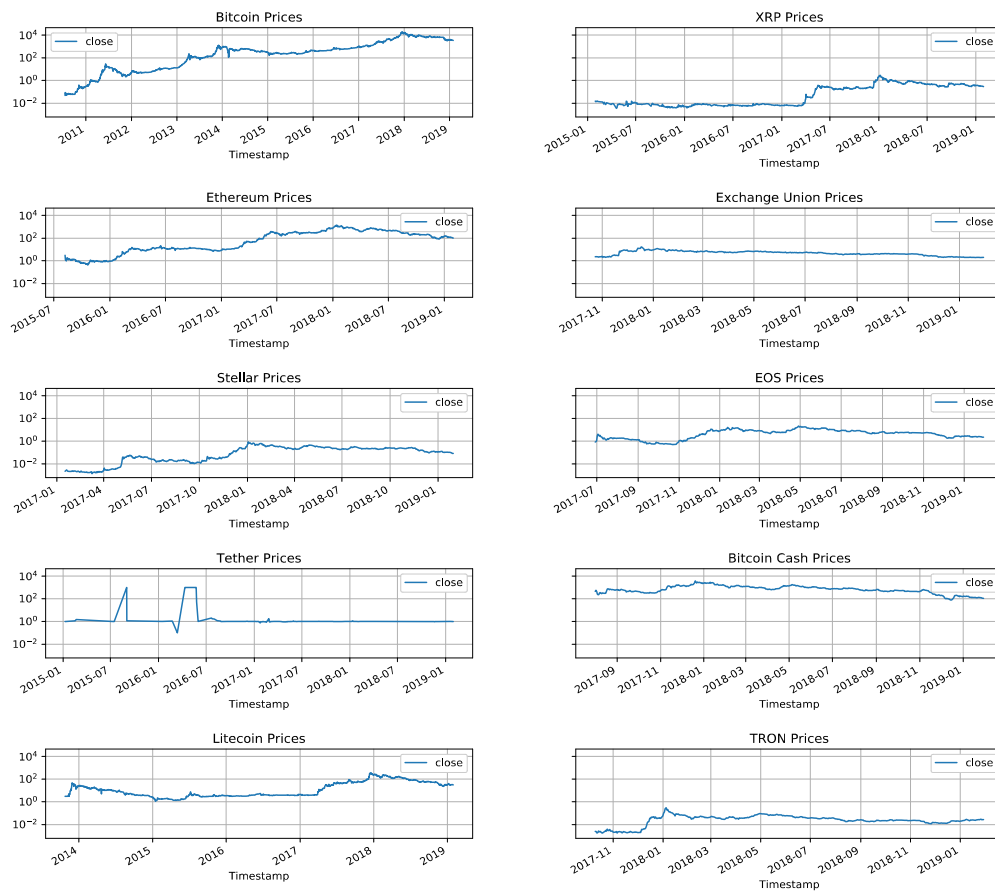 Bitcoin Prices
close
10^4
10^2
10^0
10^-2
2011 2012 2013 2014 2015 2016 2017 2018 2019
Timestamp
XRP Prices
close
2015-01 2015-07 2016-01 2016-07 2017-01 2017-07 2018-01 2018-07 2019-01
Timestamp
Ethereum Prices
close
10^4
10^2
10^0
10^-2
2015-07 2016-01 2016-07 2017-01 2017-07 2018-01 2018-07 2019-01
Timestamp
Exchange Union Prices
close
2017-11 2018-01 2018-03 2018-05 2018-07 2018-09 2018-11 2019-01
Timestamp
Stellar Prices
close
10^4
10^2
10^0
10^-2
2017-01 2017-04 2017-07 2017-10 2018-01 2018-04 2018-07 2018-10 2019-01
Timestamp
EOS Prices
close
2017-07 2017-09 2017-11 2018-01 2018-03 2018-05 2018-07 2018-09 2018-11 2019-01
Timestamp
Tether Prices
close
10^4
10^2
10^0
10^-2
2015-01 2015-07 2016-01 2016-07 2017-01 2017-07 2018-01 2018-07 2019-01
Timestamp
Bitcoin Cash Prices
close
2017-09 2017-11 2018-01 2018-03 2018-05 2018-07 2018-09 2018-11 2019-01
Timestamp
Litecoin Prices
close
10^4
10^2
10^0
10^-2
2014 2015 2016 2017 2018 2019
Timestamp
TRON Prices
close
2017-11 2018-01 2018-03 2018-05 2018-07 2018-09 2018-11 2019-01
Timestamp